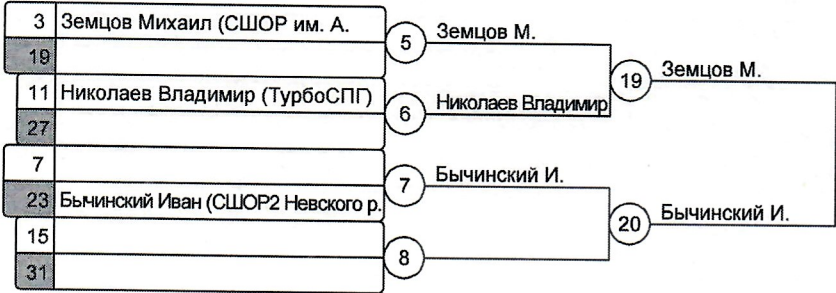 3 Земцов Михаил (СШОР им. А.
5 Земцов М.
19
19 Земцов М.
11 Николаев Владимир (ТурбоСПГ)
6 Николаев Владимир
27
7
7 Бычинский И.
23 Бычинский Иван (СШОР2 Невского р.
20 Бычинский И.
15
8
31